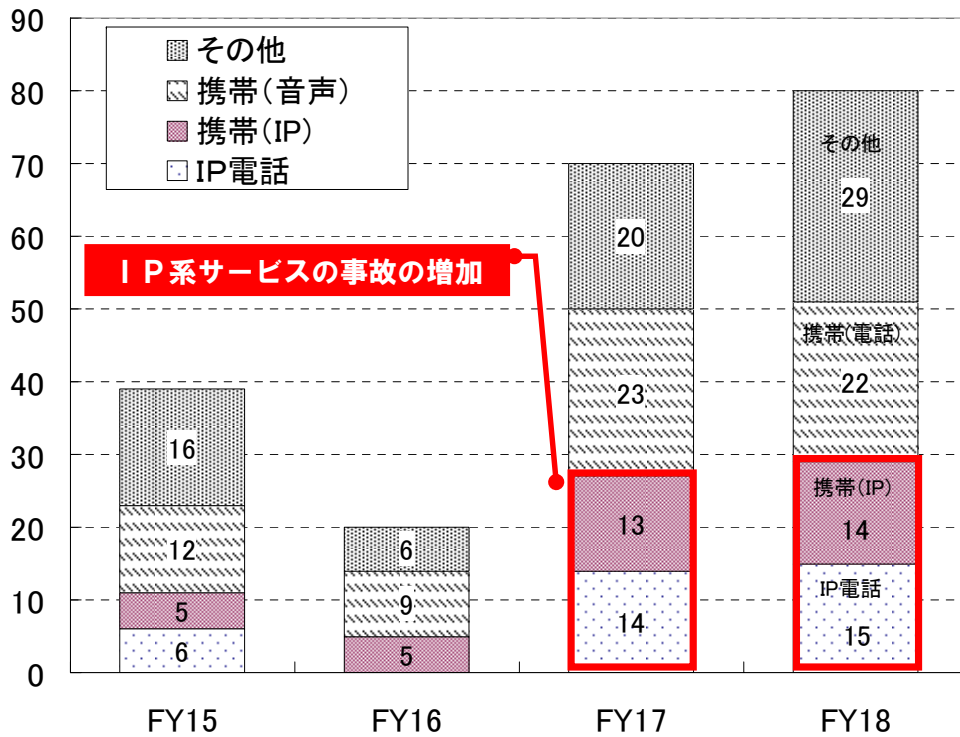 90
80
70
60
50
40
30
20
10
0
その他
携帯(音声)
携帯(IP)
IP電話
ＩＰ系サービスの事故の増加
16
12
5
6
6
9
5
20
23
13
14
その他
29
携帯(電話)
22
携帯(IP)
14
IP電話
15
FY15
FY16
FY17
FY18